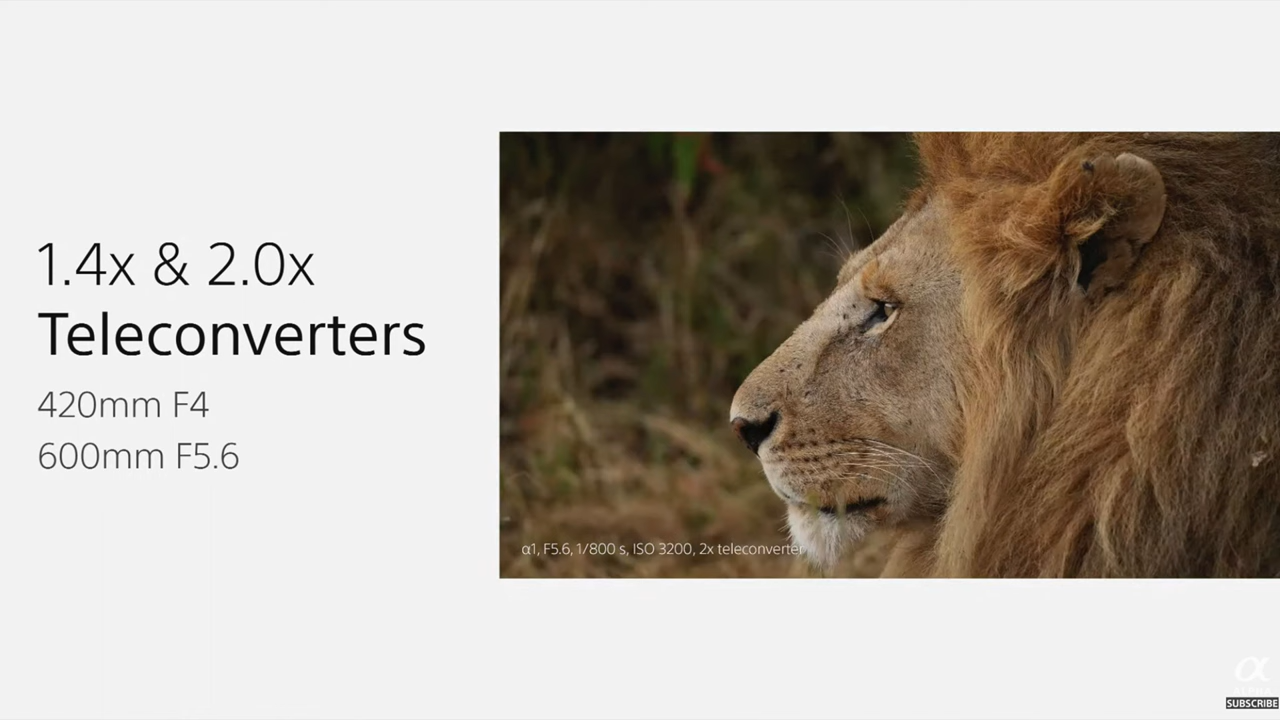 1.4x & 2.0x
Teleconverters
420mm F4
600mm F5.6
α1, F5.6, 1/800 s, ISO 3200, 2x teleconverter
α
SUBSCRIBE